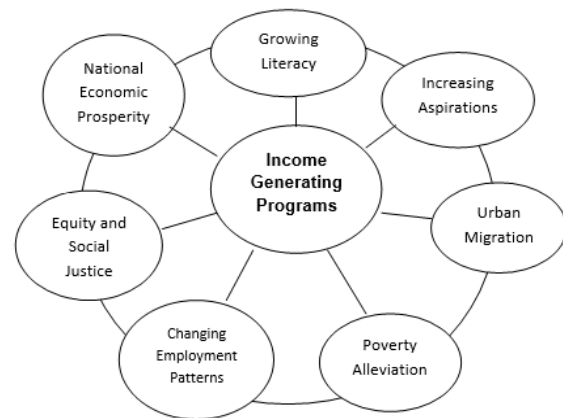 Growing
Literacy
National
Economic
Prosperity
Increasing
Aspirations
Income
Generating
Programs
Equity and
Social
Justice
Urban
Migration
Changing
Employment
Patterns
Poverty
Alleviation